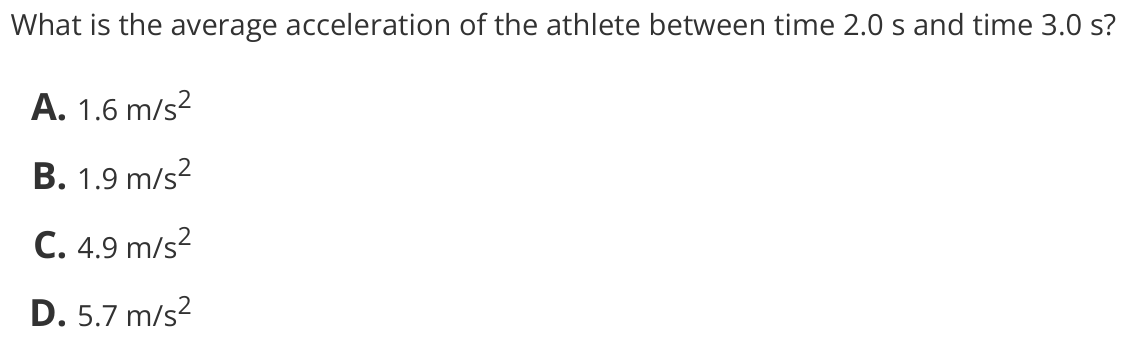 What is the average acceleration of the athlete between time 2.0 s and time 3.0 s?
A. 1.6 m/s²
B. 1.9 m/s²
C. 4.9 m/s²
D. 5.7 m/s²